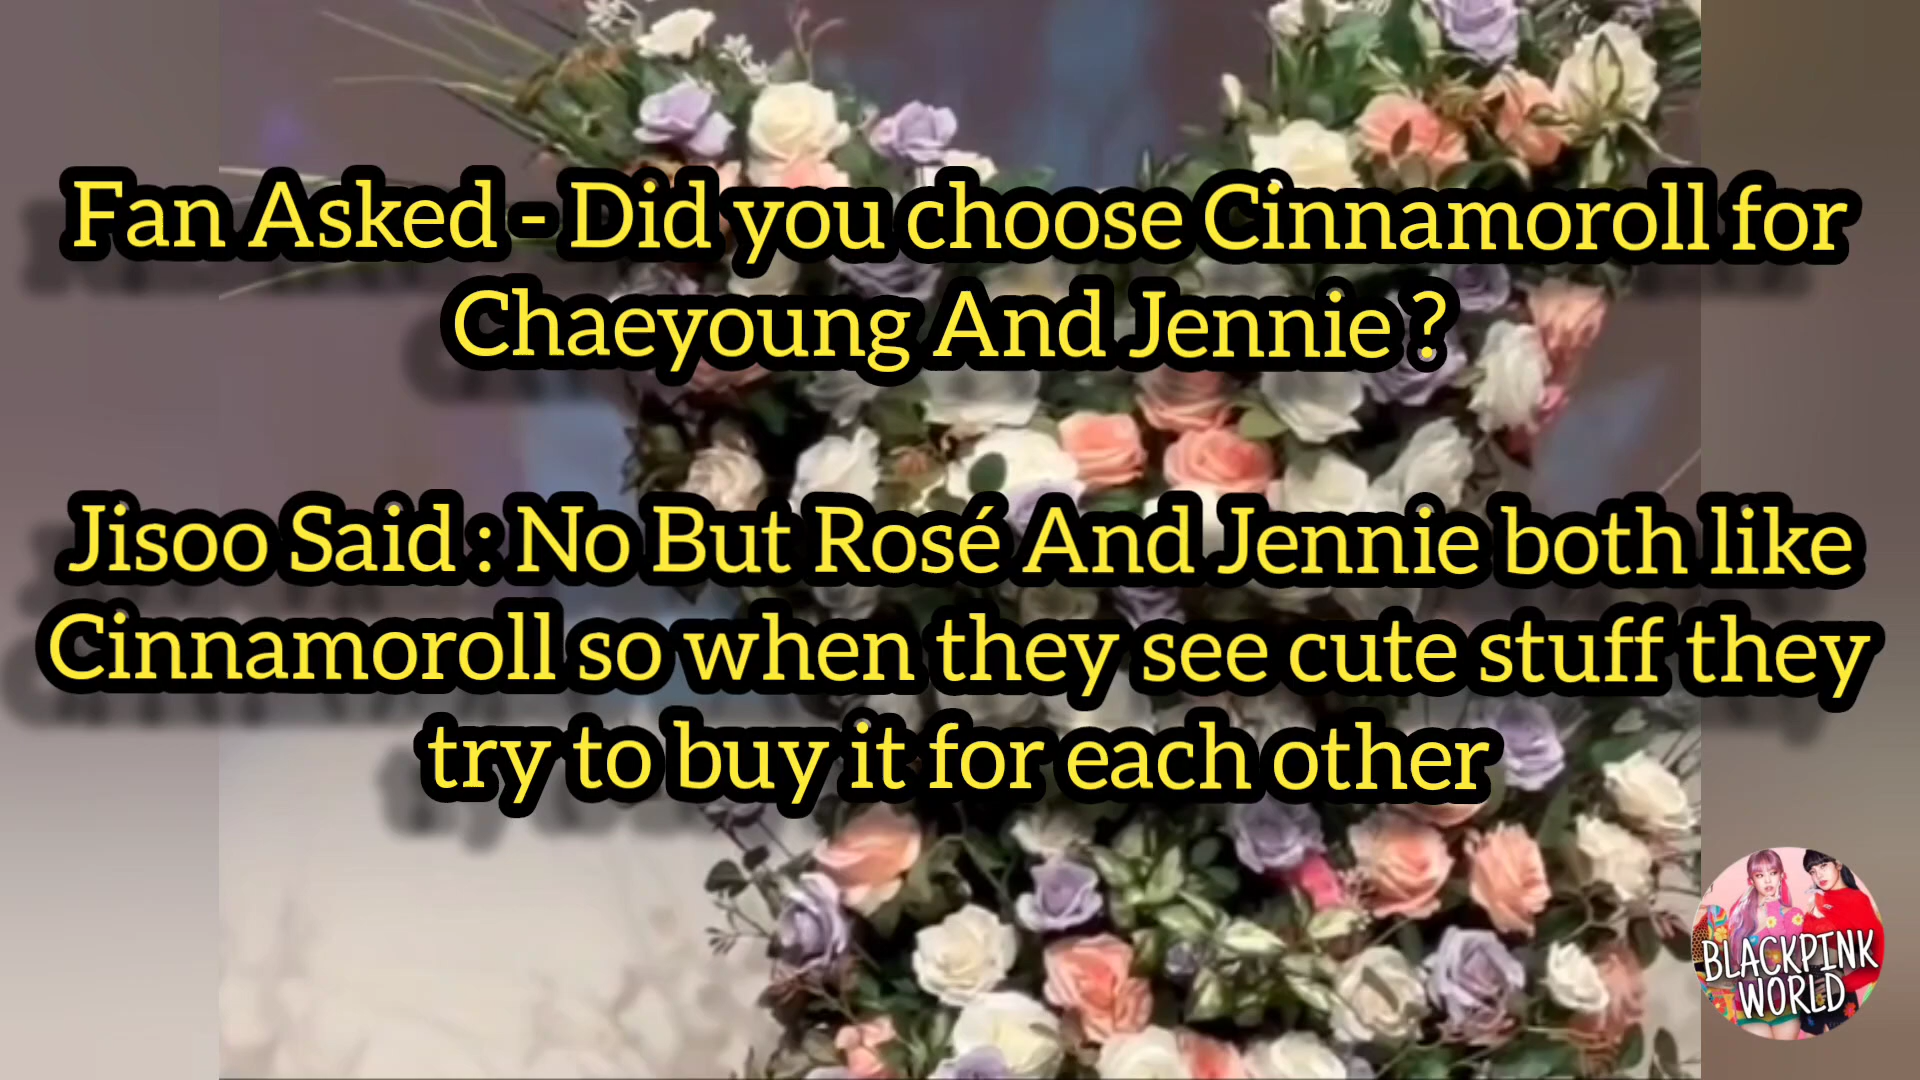 Fan Asked - Did you choose Cinnamoroll for
Chaeyoung And Jennie ?
Jisoo Said : No But Rosé And Jennie both like
Cinnamoroll so when they see cute stuff they
try to buy it for each other
BLACKPINK
WORLD